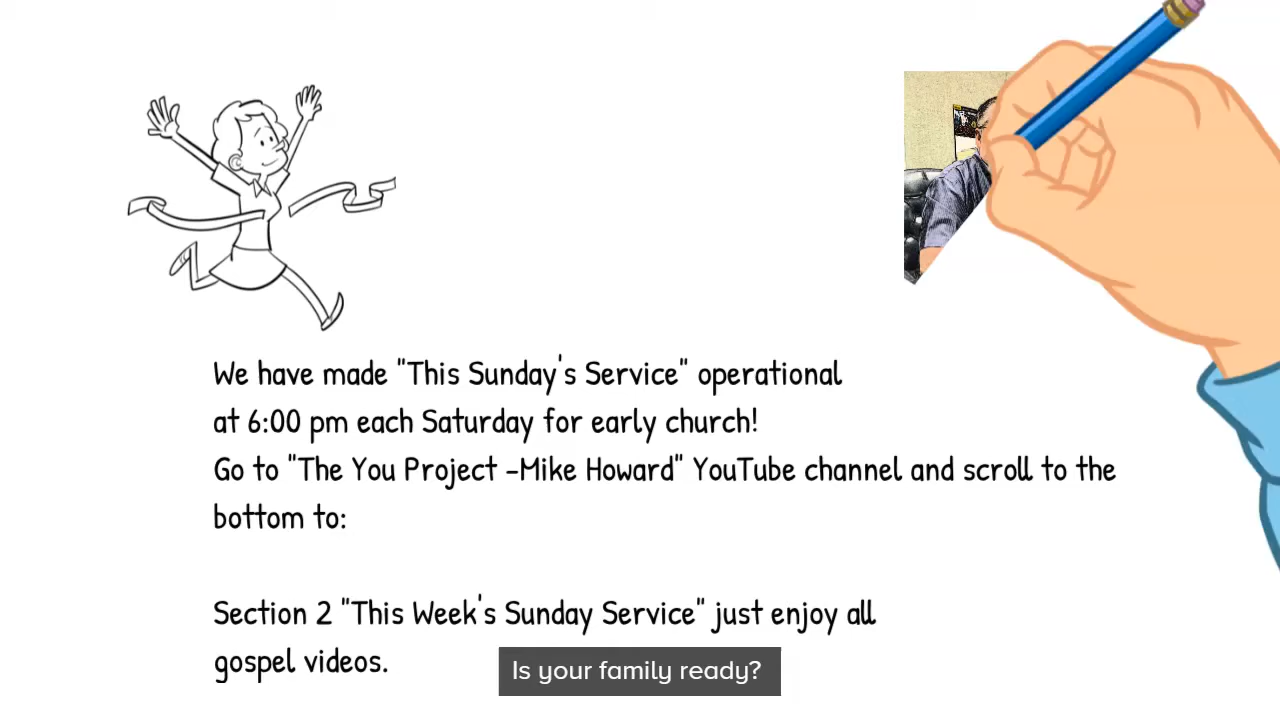 We have made "This Sunday's Service" operational
at 6:00 pm each Saturday for early church!
Go to "The You Project -Mike Howard" YouTube channel and scroll to the
bottom to:
Section 2 "This Week's Sunday Service" just enjoy all
gospel videos.
Is your family ready?